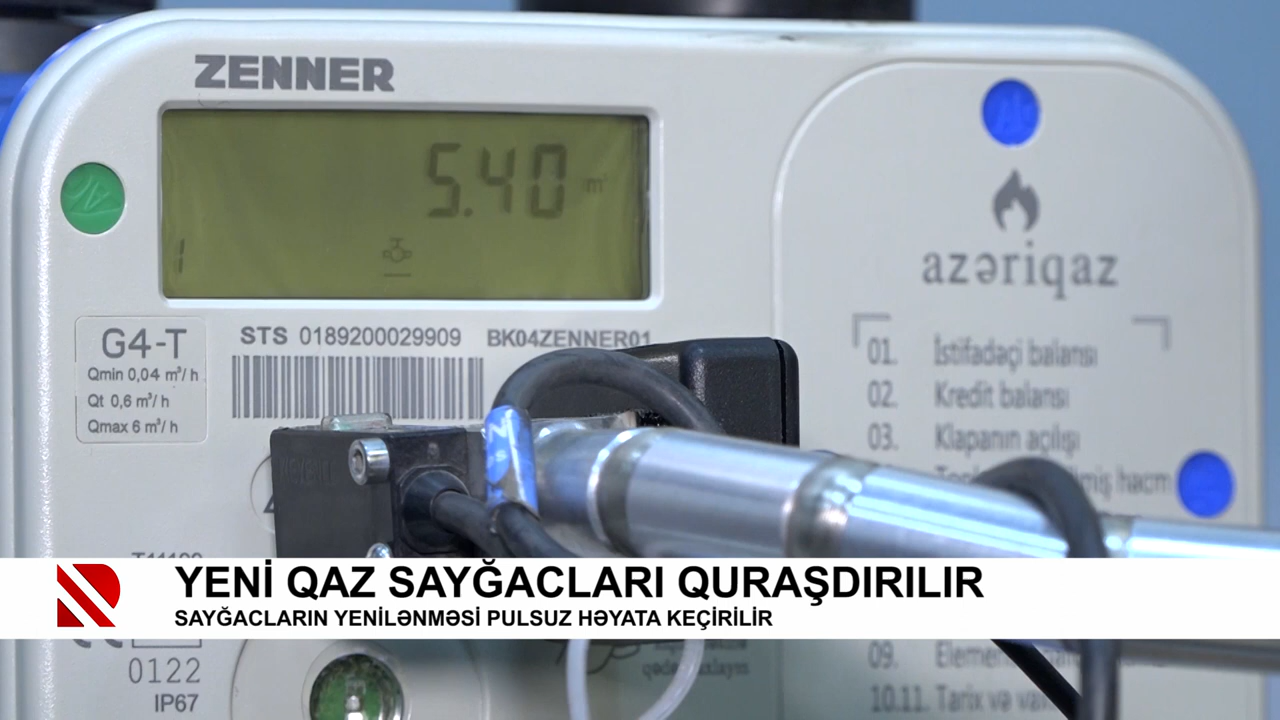 ZENNER
5.40 m³
azəriqaz
G4-T
Qmin 0,04 m³/h
Qt 0,6 m³/h
Qmax 6 m³/h
STS 0189200029909 BK04ZENNER01
01. İstifadəçi balansı
02. Kredit balansı
03. Klapanın açılışı
həcm
YENİ QAZ SAYĞACLARI QURAŞDIRILIR
SAYĞACLARIN YENİLƏNMƏSİ PULSUZ HƏYATA KEÇİRİLİR
0122
IP67
09.
10.11. Tarix və